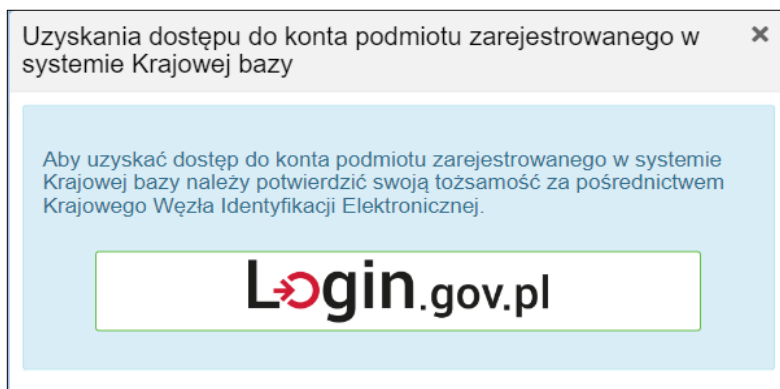 Uzyskania dostępu do konta podmiotu zarejestrowanego w
systemie Krajowej bazy
Aby uzyskać dostęp do konta podmiotu zarejestrowanego w systemie
Krajowej bazy należy potwierdzić swoją tożsamość za pośrednictwem
Krajowego Węzła Identyfikacji Elektronicznej.
Login.gov.pl